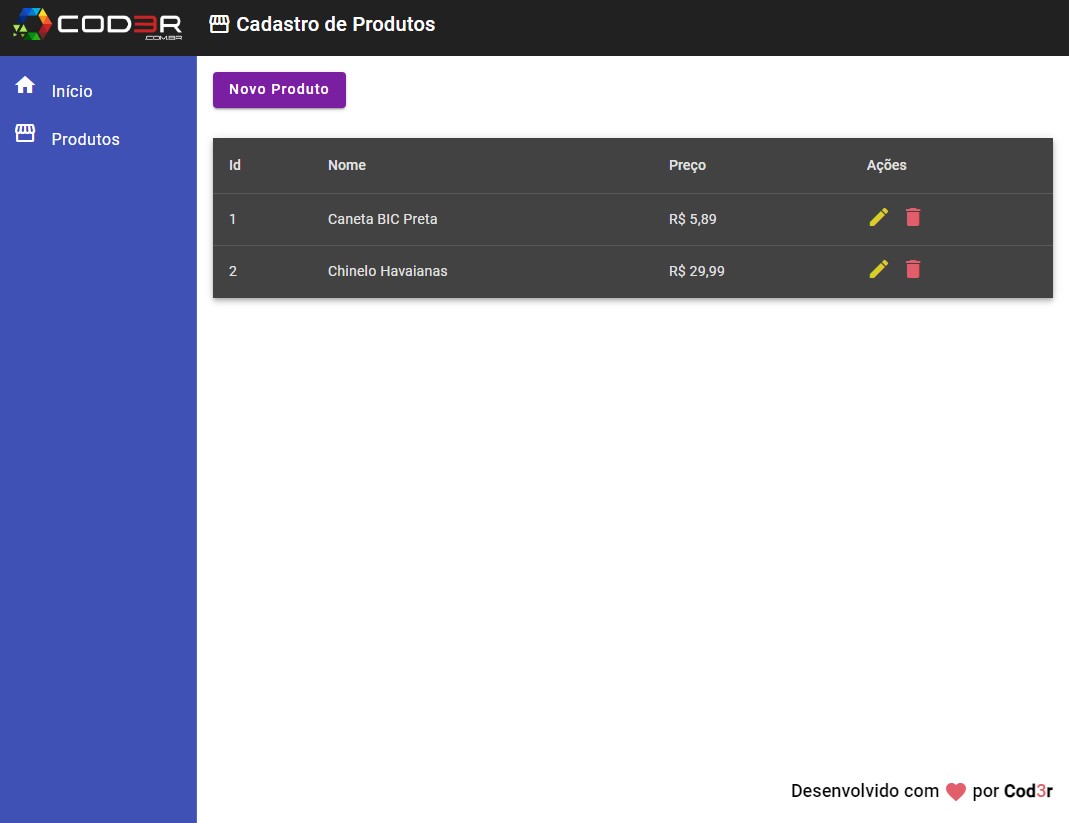 COD3R
.COM.BR
Cadastro de Produtos
Início
Produtos
Novo Produto
Id Nome Preço Ações
1 Caneta BIC Preta R$ 5,89
2 Chinelo Havaianas R$ 29,99
Desenvolvido com por Cod3r